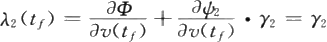 λ₂(t_f) = ∂Φ/∂v(t_f) + ∂ψ₂/∂v(t_f) • γ₂ = γ₂